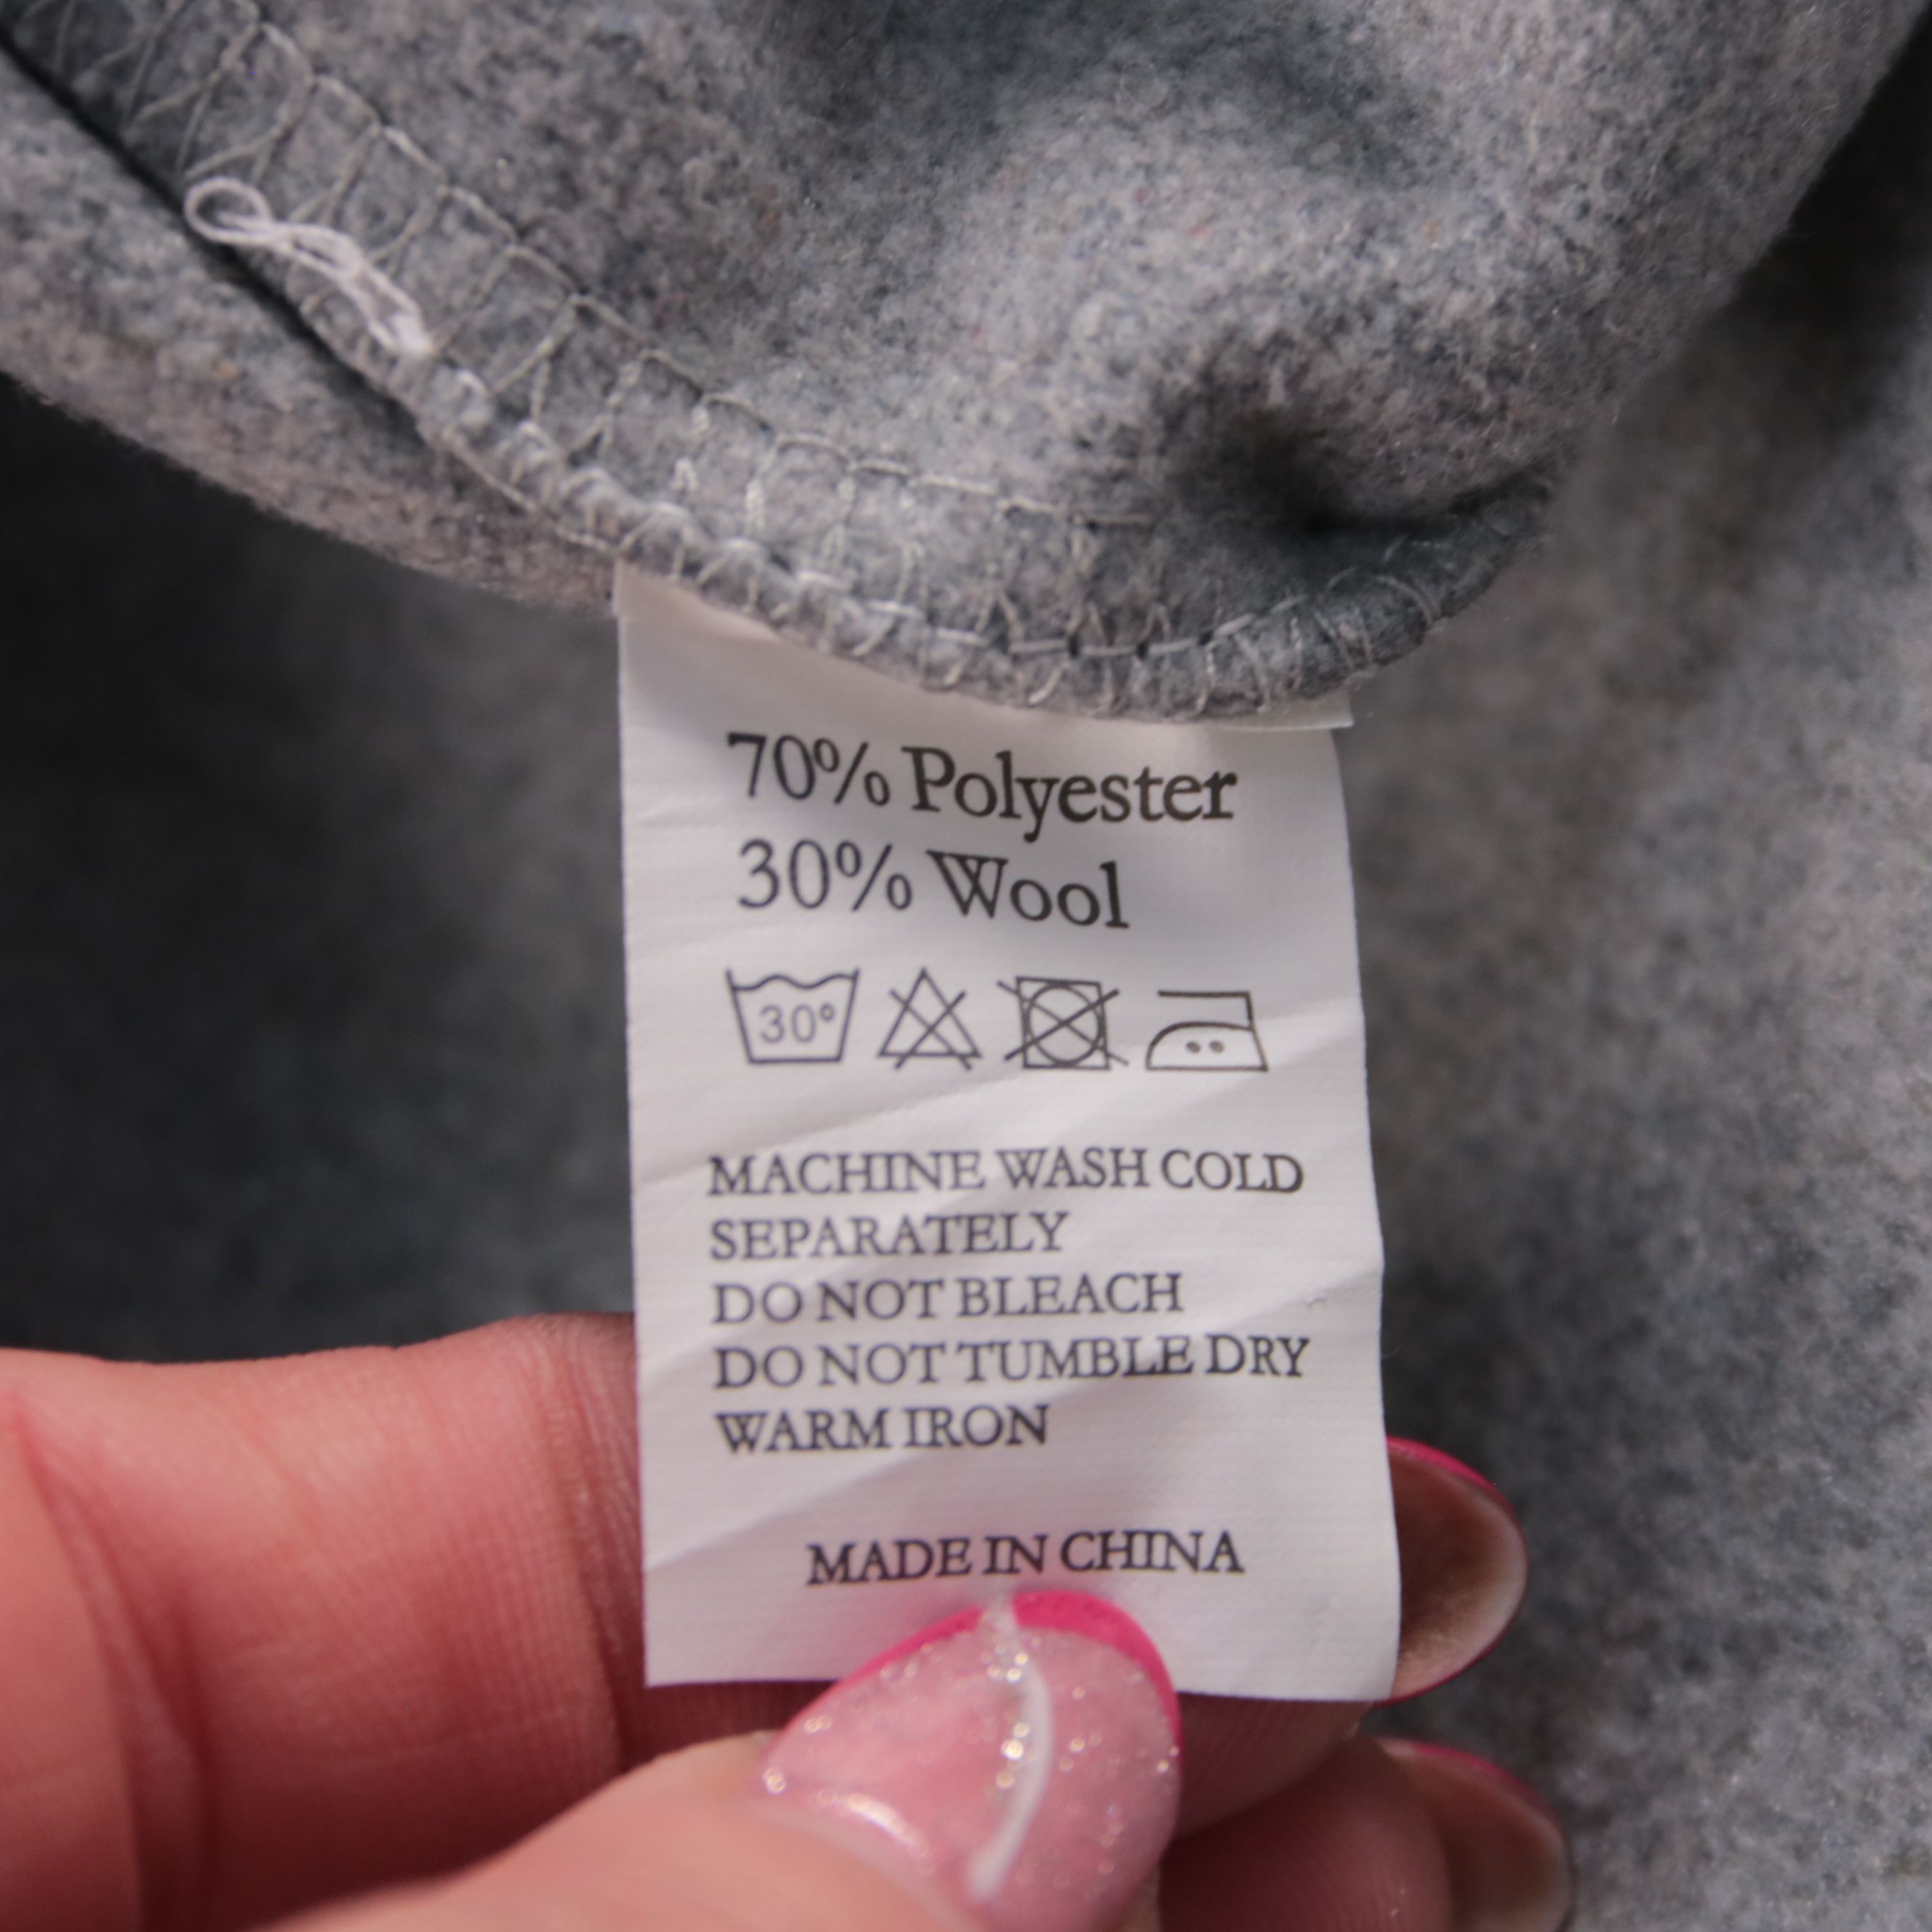 70% Polyester
30% Wool
30°
MACHINE WASH COLD
SEPARATELY
DO NOT BLEACH
DO NOT TUMBLE DRY
WARM IRON
MADE IN CHINA